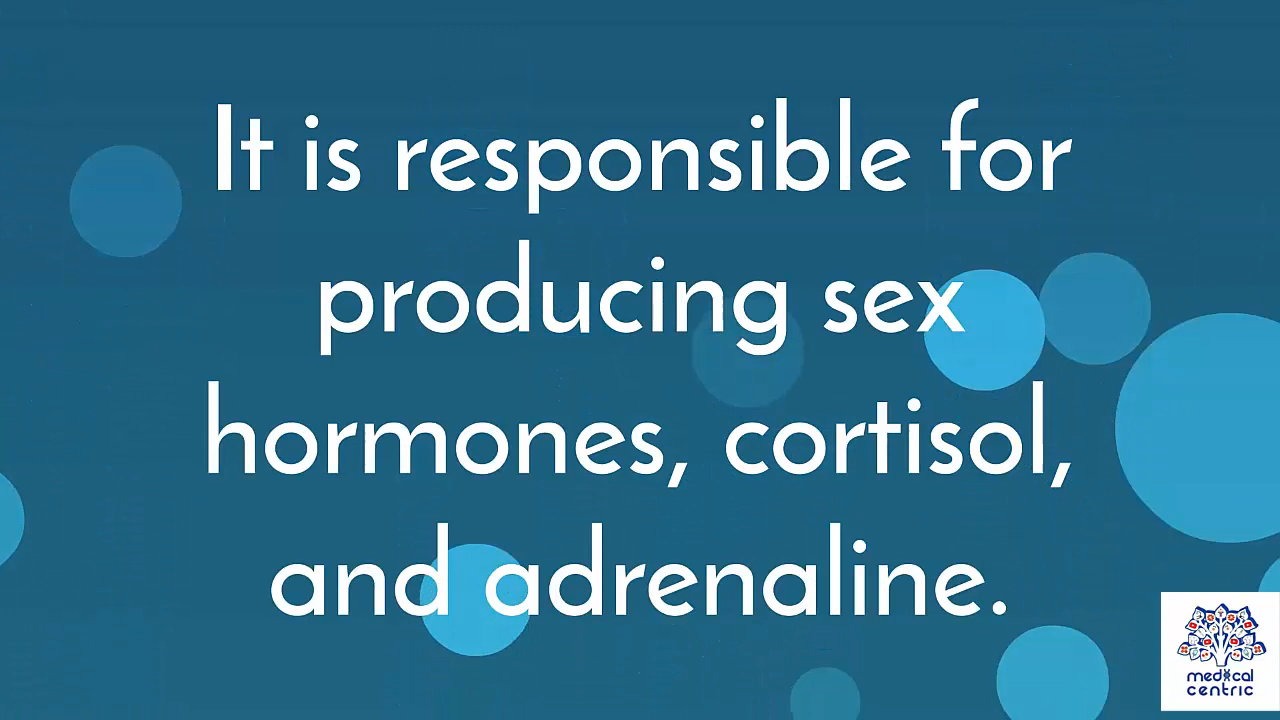 It is responsible for
producing sex
hormones, cortisol,
and adrenaline.
medical
centric